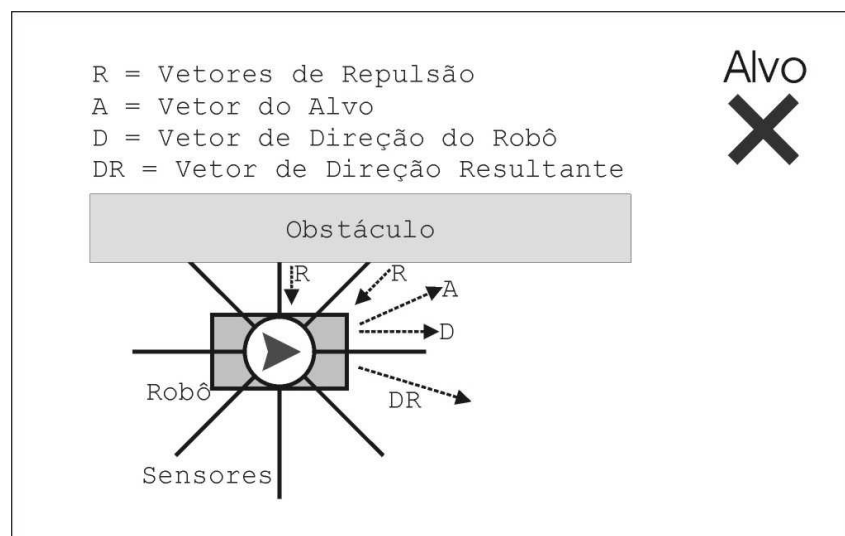 R = Vetores de Repulsão
A = Vetor do Alvo
D = Vetor de Direção do Robô
DR = Vetor de Direção Resultante
Alvo
Obstáculo
R
R
A
D
Robô
DR
Sensores